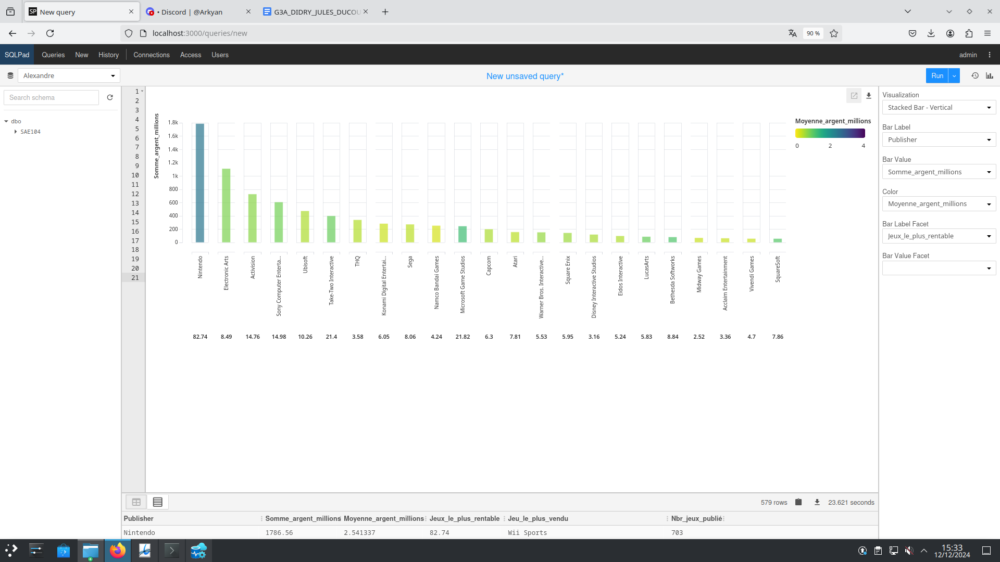 New query
• Discord | @Arkyan
G3A_DIDRY_JULES_DUCOU
localhost:3000/queries/new
90 %
SQLPad
Queries
New
History
Connections
Access
Users
admin
Alexandre
New unsaved query*
Run
Search schema
dbo
SAE104
1
2
3
4
5
6
7
8
9
10
11
12
13
14
15
16
17
18
19
20
21
Somme_argent_millions
1.8k
1.6k
1.4k
1.2k
1k
800
600
400
200
0
Nintendo
Electronic Arts
Activision
Sony Computer Enterta...
Ubisoft
Take-Two Interactive
THQ
Konami Digital Entertai...
Sega
Namco Bandai Games
Microsoft Game Studios
Capcom
Atari
Warner Bros. Interactive...
Square Enix
Disney Interactive Studios
Eidos Interactive
LucasArts
Bethesda Softworks
Midway Games
Acclaim Entertainment
Vivendi Games
SquareSoft
82.74 8.49 14.76 14.98 10.26 21.4 3.58 6.05 8.06 4.24 21.82 6.3 7.81 5.53 5.95 3.16 5.24 5.83 8.84 2.52 3.36 4.7 7.86
Moyenne_argent_millions
0 2 4
Visualization
Stacked Bar - Vertical
Bar Label
Publisher
Bar Value
Somme_argent_millions
Color
Moyenne_argent_millions
Bar Label Facet
Jeux_le_plus_rentable
Bar Value Facet
579 rows
23.621 seconds
Publisher Somme_argent_millions Moyenne_argent_millions Jeux_le_plus_rentable Jeu_le_plus_vendu Nbr_jeux_publié
Nintendo 1786.56 2.541337 82.74 Wii Sports 703
15:33
12/12/2024